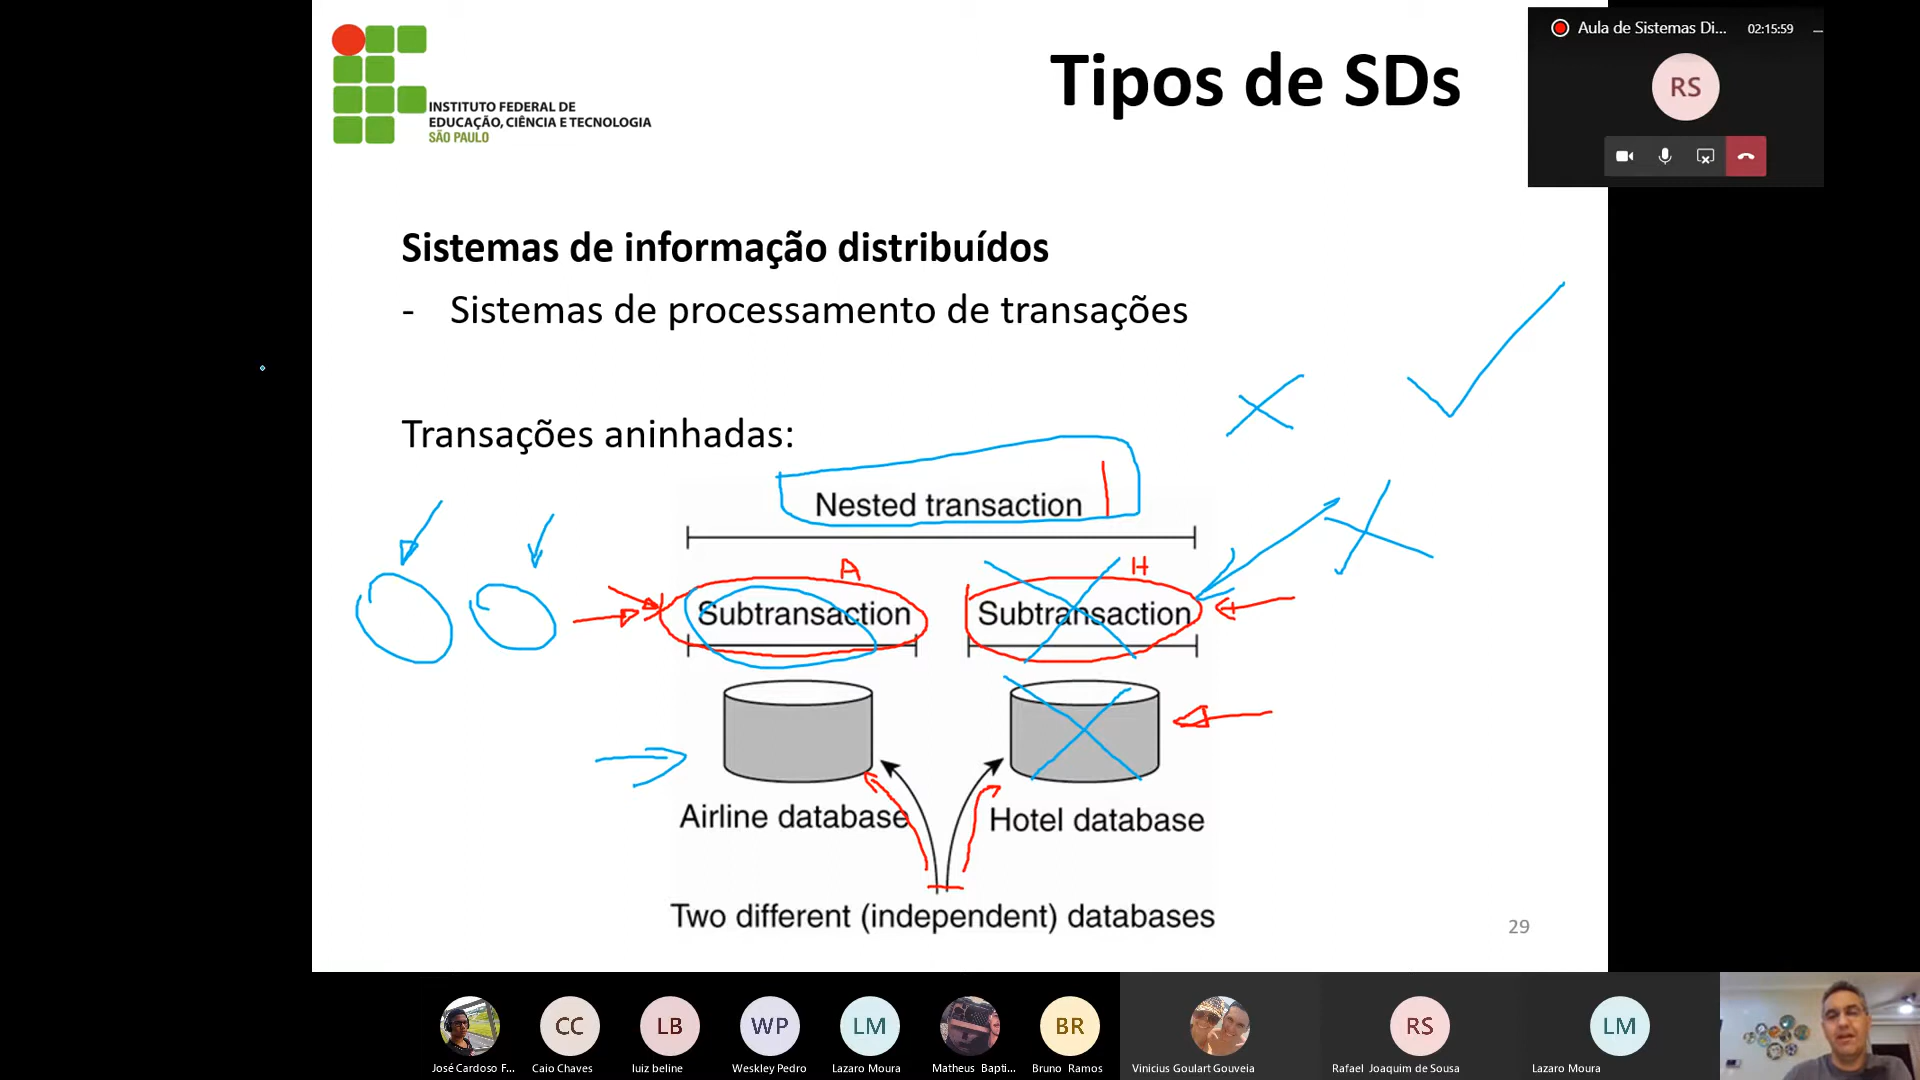 INSTITUTO FEDERAL DE
EDUCAÇÃO, CIÊNCIA E TECNOLOGIA
SÃO PAULO
Tipos de SDs
Aula de Sistemas Di... 02:15:59
RS
Sistemas de informação distribuídos
- Sistemas de processamento de transações
Transações aninhadas:
Nested transaction
A H
Subtransaction Subtransaction
Airline database Hotel database
Two different (independent) databases
29
CC LB WP LM BR RS LM
José Cardoso F... Caio Chaves luiz beline Weskley Pedro Lazaro Moura Matheus Bapti... Bruno Ramos Vinicius Goulart Gouveia Rafael Joaquim de Sousa Lazaro Moura